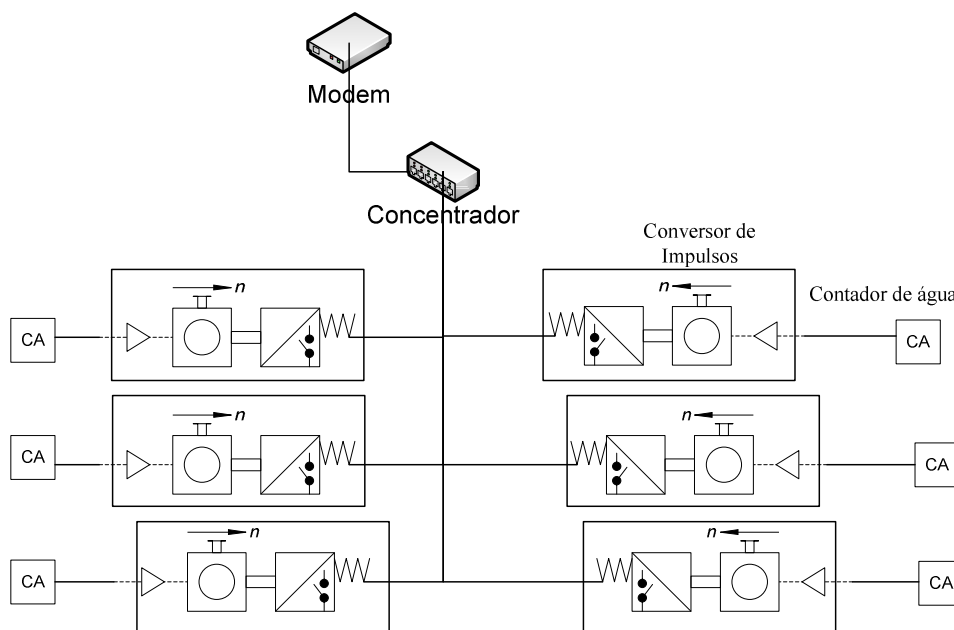 Modem
Concentrador
Conversor de
Impulsos
Contador de água
n
n
CA
CA
n
n
CA
CA
n
n
CA
CA